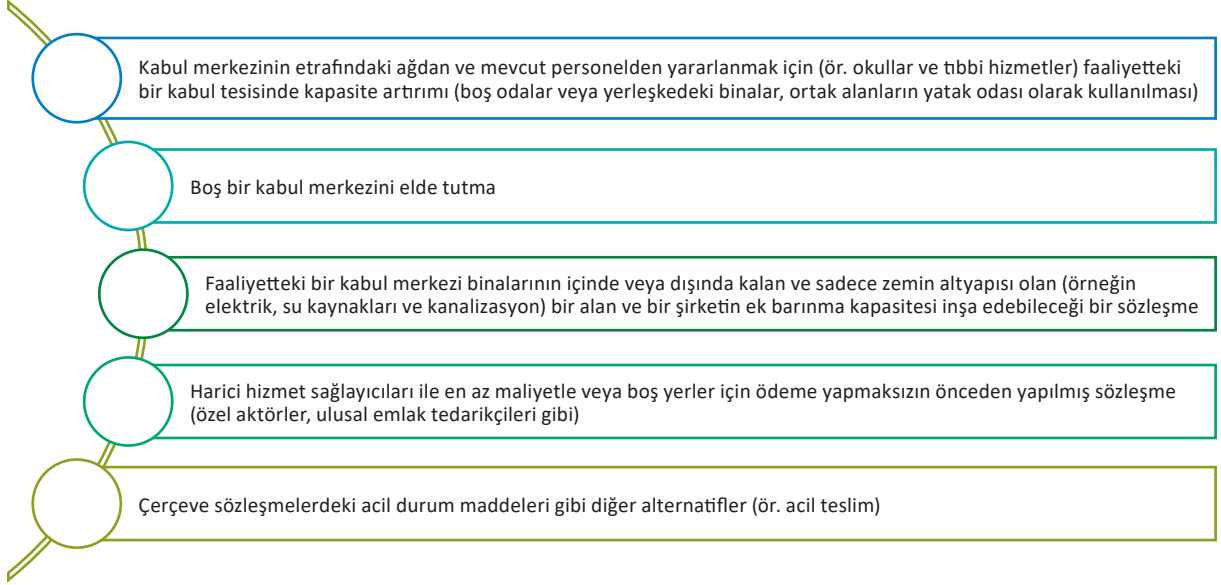 Kabul merkezinin etrafındaki ağdan ve mevcut personelden yararlanmak için (ör. okullar ve tıbbi hizmetler) faaliyetteki
bir kabul tesisinde kapasite artırımı (boş odalar veya yerleşkedeki binalar, ortak alanların yatak odası olarak kullanılması)
Boş bir kabul merkezini elde tutma
Faaliyetteki bir kabul merkezi binalarının içinde veya dışında kalan ve sadece zemin altyapısı olan (örneğin
elektrik, su kaynakları ve kanalizasyon) bir alan ve bir şirketin ek barınma kapasitesi inşa edebileceği bir sözleşme
Harici hizmet sağlayıcıları ile en az maliyetle veya boş yerler için ödeme yapmaksızın önceden yapılmış sözleşme
(özel aktörler, ulusal emlak tedarikçileri gibi)
Çerçeve sözleşmelerdeki acil durum maddeleri gibi diğer alternatifler (ör. acil teslim)